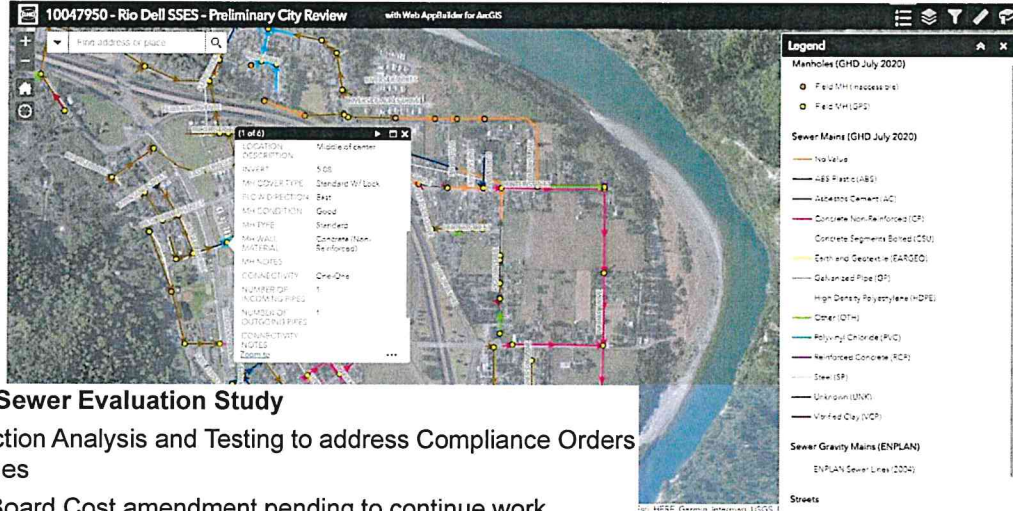 10047950 - Rio Dell SSES - Preliminary City Review
with Web AppBuilder for ArcGIS
Find address or place
Legend
Manholes (GHD July 2020)
Field MH (Inaccessible)
Field MH (GPS)
Sewer Mains (GHD July 2020)
No Value
ABS Plastic (ABS)
Asbestos Cement (AC)
Concrete Non-Reinforced (CP)
Concrete Segments Bolted (CSU)
Earth and Geotextile (EARGEO)
Galvanized Pipe (GP)
High Density Polyethylene (HDPE)
Other (OTH)
Polyvinyl Chloride (PVC)
Reinforced Concrete (RCP)
Steel (SP)
Unknown (UNK)
Vitrified Clay (VCP)
Sewer Gravity Mains (ENPLAN)
ENPLAN Sewer Lines (2004)
Streets
(1 of 6)
LOCATION DESCRIPTION Middle of center
INVERT 5.08
MH COVER TYPE Standard W/ Lock
FLOW DIRECTION East
MH CONDITION Good
MH TYPE Standard
MH WALL MATERIAL Concrete (Non-Reinforced)
MH NOTES
CONNECTIVITY One-One
NUMBER OF INCOMING PIPES 1
NUMBER OF OUTGOING PIPES 1
CONNECTIVITY NOTES
Zoom to
Sewer Evaluation Study
ction Analysis and Testing to address Compliance Orders
es
Board Cost amendment pending to continue work
HERE, Garmin, Intermap, USGS